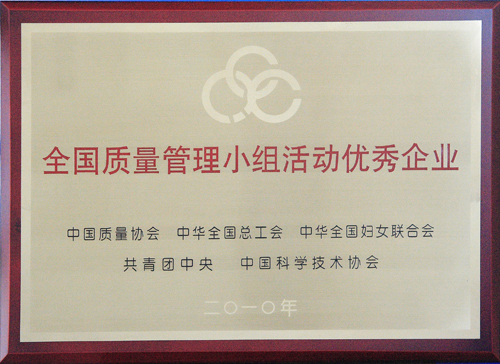 全国质量管理小组活动优秀企业
中国质量协会 中华全国总工会 中华全国妇女联合会
共青团中央 中国科学技术协会
二〇一〇年